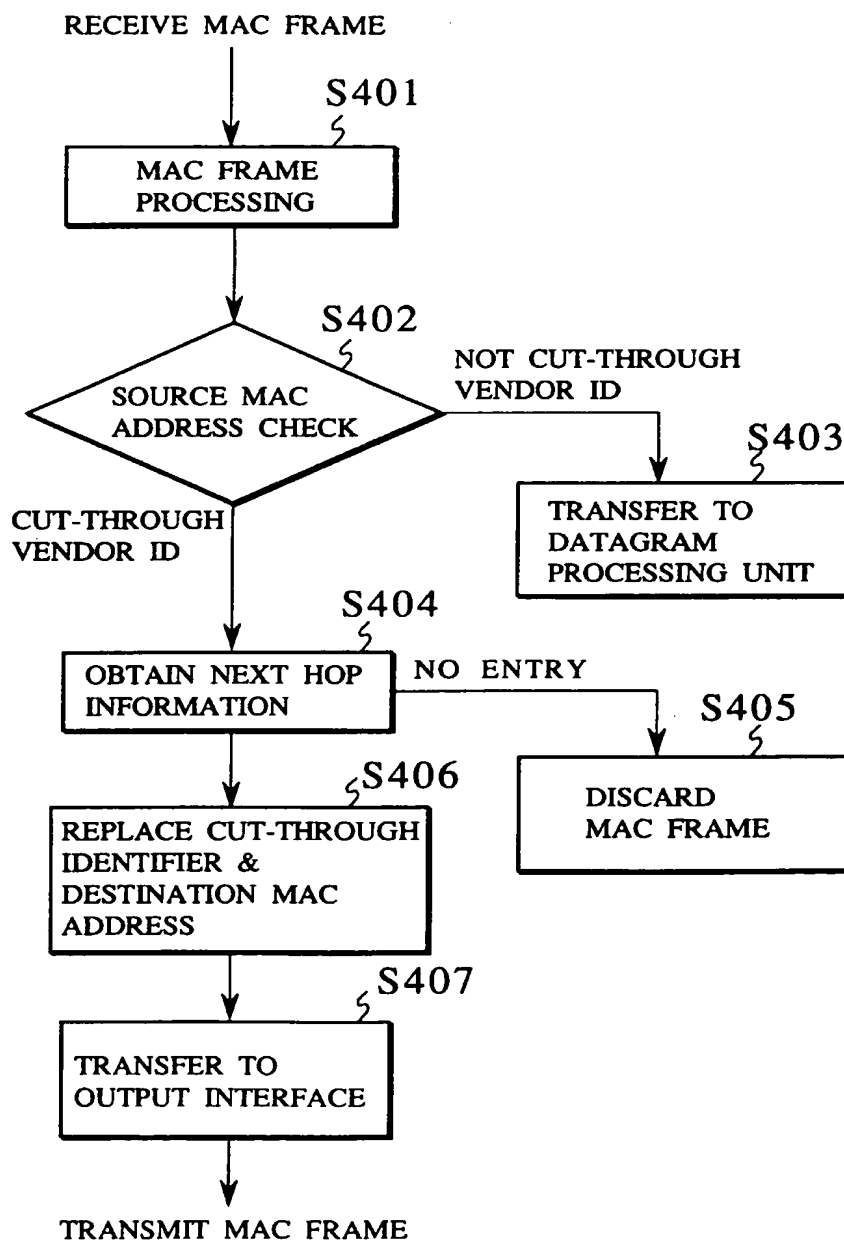 RECEIVE MAC FRAME
S401
MAC FRAME
PROCESSING
S402
SOURCE MAC
ADDRESS CHECK
NOT CUT-THROUGH
VENDOR ID
S403
TRANSFER TO
DATAGRAM
PROCESSING UNIT
CUT-THROUGH
VENDOR ID
S404
OBTAIN NEXT HOP
INFORMATION
NO ENTRY
S405
DISCARD
MAC FRAME
S406
REPLACE CUT-THROUGH
IDENTIFIER &
DESTINATION MAC
ADDRESS
S407
TRANSFER TO
OUTPUT INTERFACE
TRANSMIT MAC FRAME